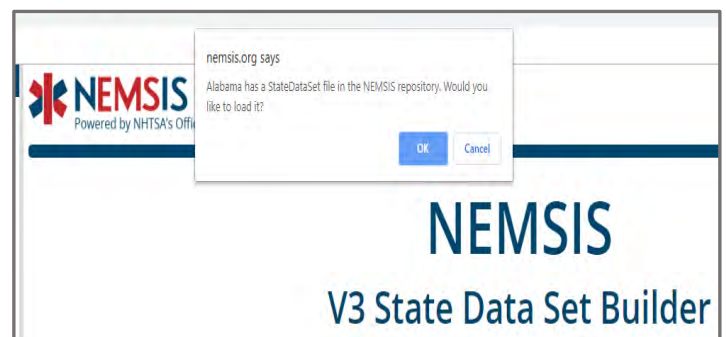 nemsis.org says
Alabama has a StateDataSet file in the NEMSIS repository. Would you
like to load it?
OK Cancel
NEMSIS
Powered by NHTSA's
NEMSIS
V3 State Data Set Builder